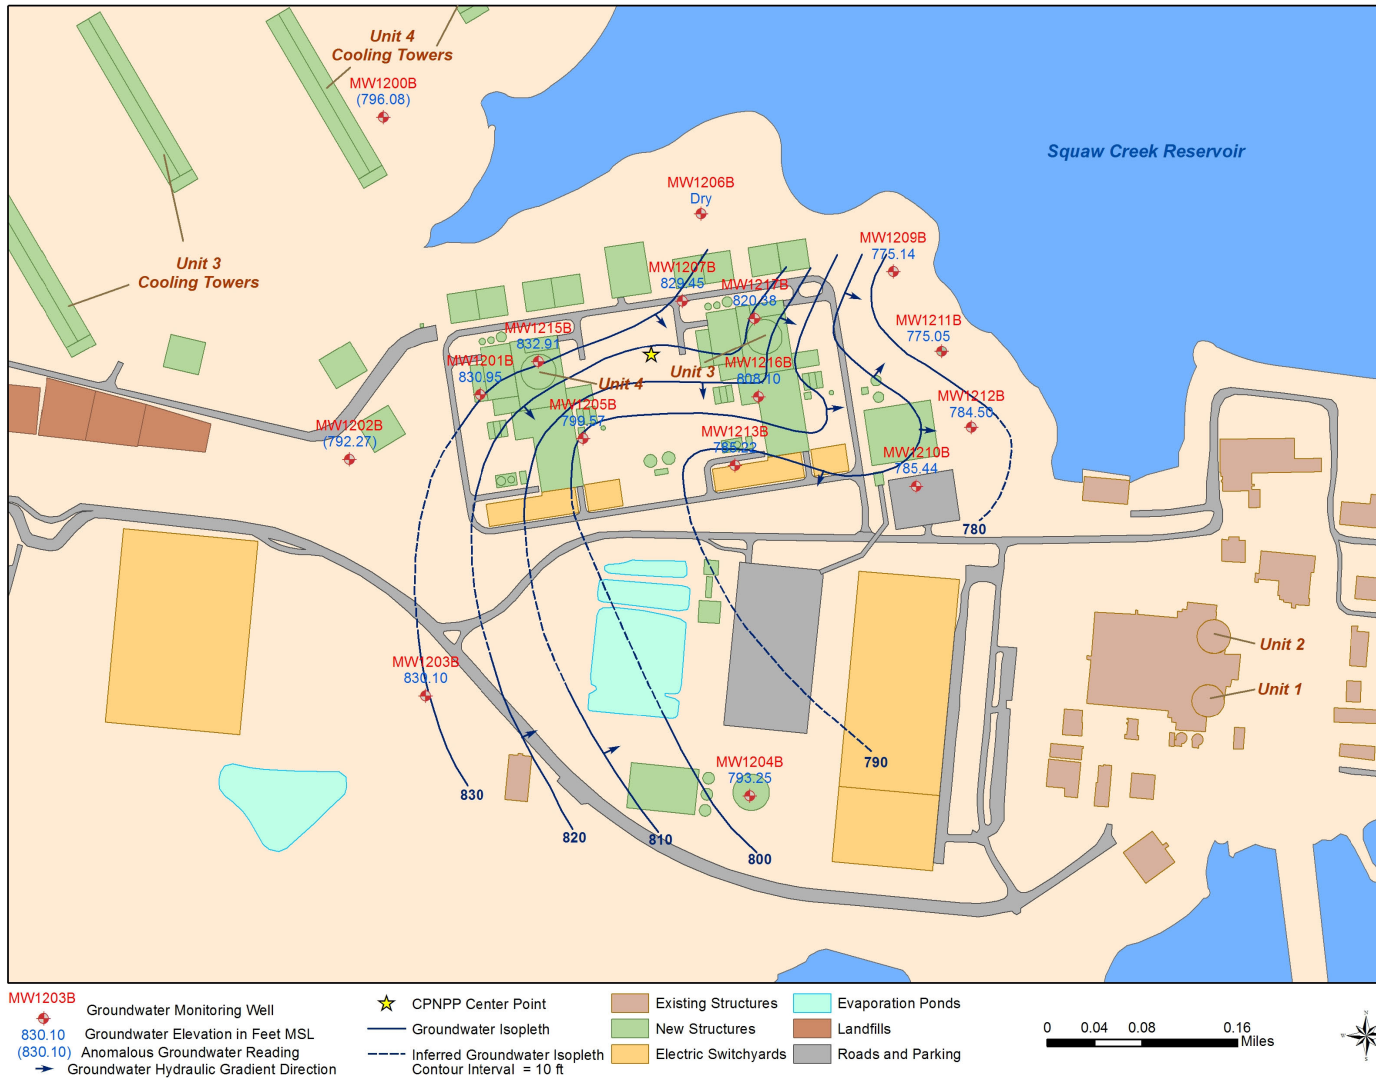 Unit 4
Cooling Towers
MW1200B
(796.08)
Squaw Creek Reservoir
MW1206B
Dry
Unit 3
Cooling Towers
MW1209B
775.14
MW1207B
829.45
MW1217B
820.38
MW1211B
775.05
MW1215B
832.91
MW1201B
830.95
Unit 4
Unit 3
MW1216B
808.10
MW1205B
799.57
MW1212B
784.50
MW1202B
(792.27)
MW1213B
785.22
MW1210B
785.44
780
Unit 2
Unit 1
MW1203B
830.10
MW1204B
793.25
790
830
820
810
800
MW1203B
Groundwater Monitoring Well
830.10
Groundwater Elevation in Feet MSL
(830.10)
Anomalous Groundwater Reading
Groundwater Hydraulic Gradient Direction
CPNPP Center Point
Groundwater Isopleth
Inferred Groundwater Isopleth
Contour Interval = 10 ft
Existing Structures
New Structures
Electric Switchyards
Evaporation Ponds
Landfills
Roads and Parking
0 0.04 0.08 0.16
Miles
N